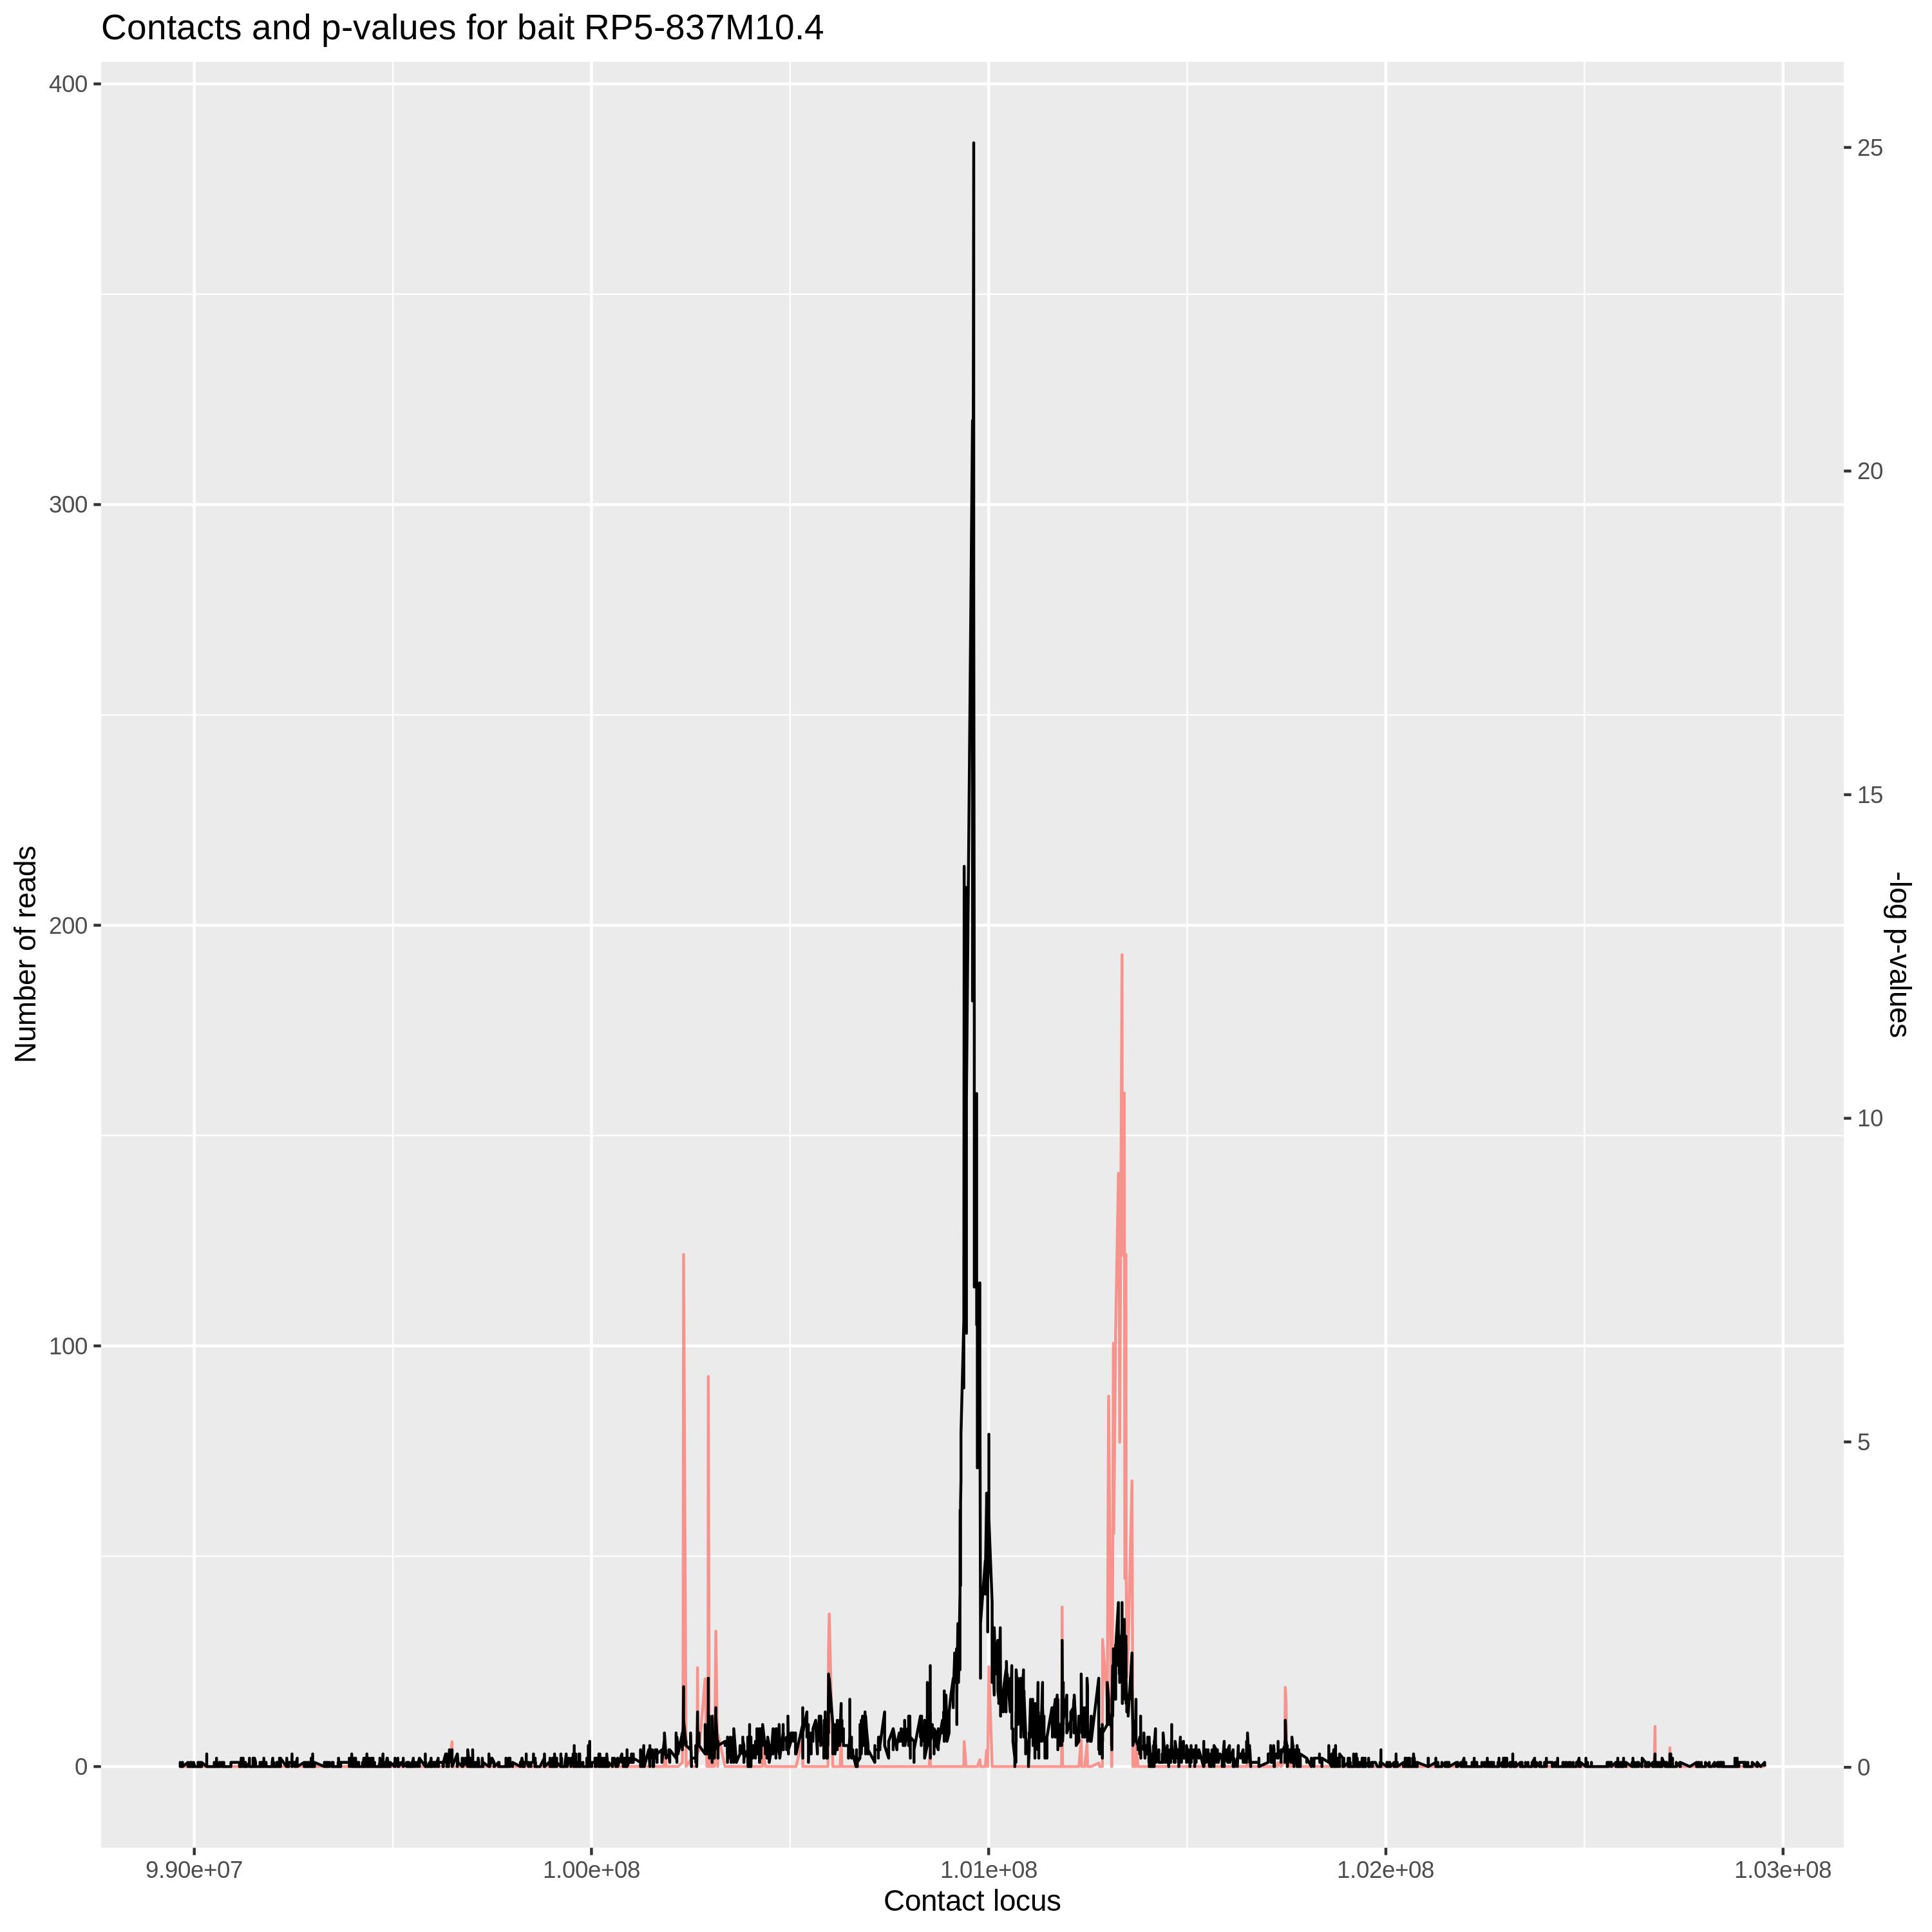 Contacts and p-values for bait RP5-837M10.4
400
300
200
100
0
Number of reads
25
20
15
10
5
0
-log p-values
9.90e+07
1.00e+08
1.01e+08
1.02e+08
1.03e+08
Contact locus